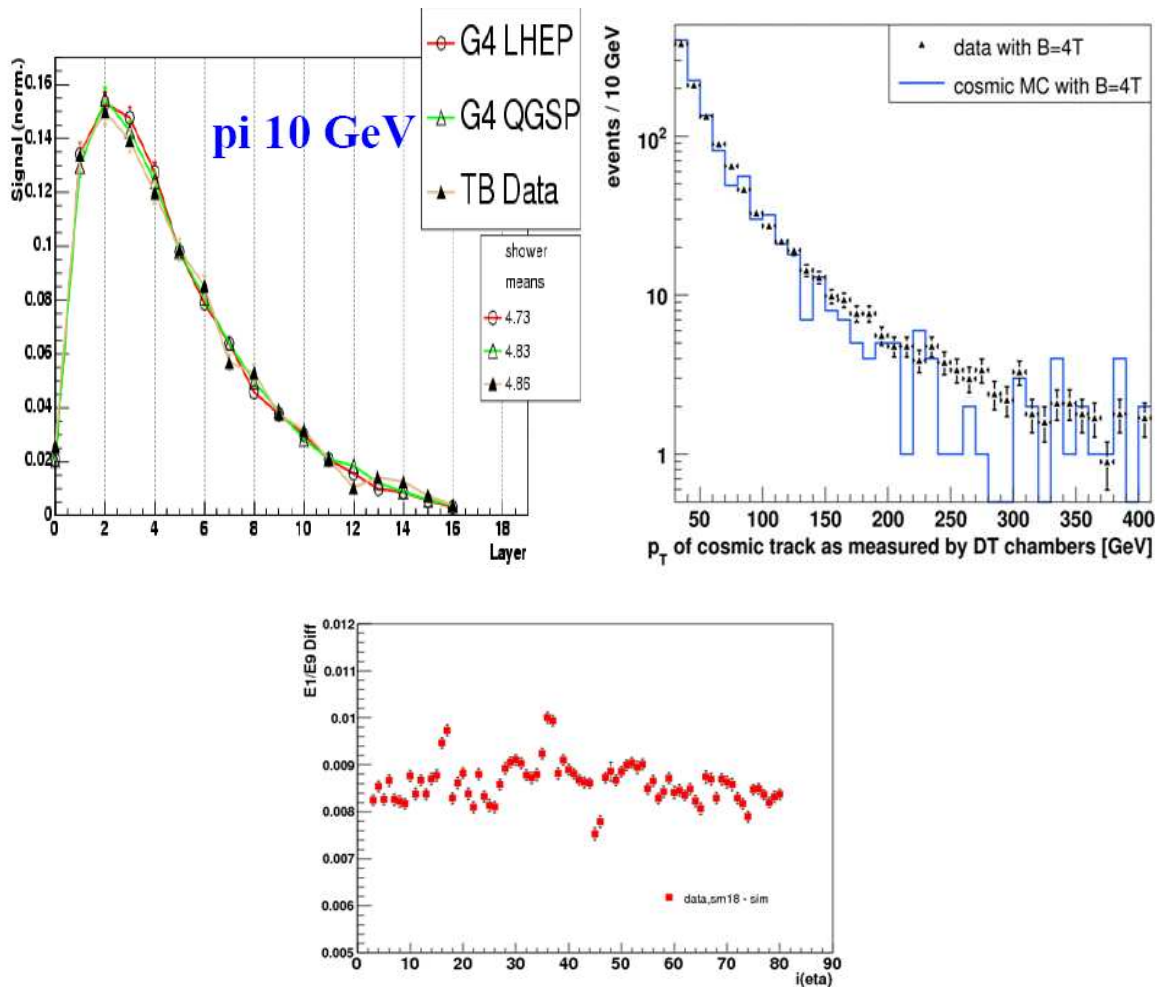 G4 LHEP
G4 QGSP
TB Data
pi 10 GeV
shower
means
4.73
4.83
4.86
Signal (norm.)
0.16
0.14
0.12
0.1
0.08
0.06
0.04
0.02
0
0 2 4 6 8 10 12 14 16 18
Layer
data with B=4T
cosmic MC with B=4T
events / 10 GeV
10²
10
1
50 100 150 200 250 300 350 400
p_T of cosmic track as measured by DT chambers [GeV]
E1/E9 Diff
0.012
0.011
0.01
0.009
0.008
0.007
0.006
0.005
0 10 20 30 40 50 60 70 80 90
i(eta)
data,sm18 - sim